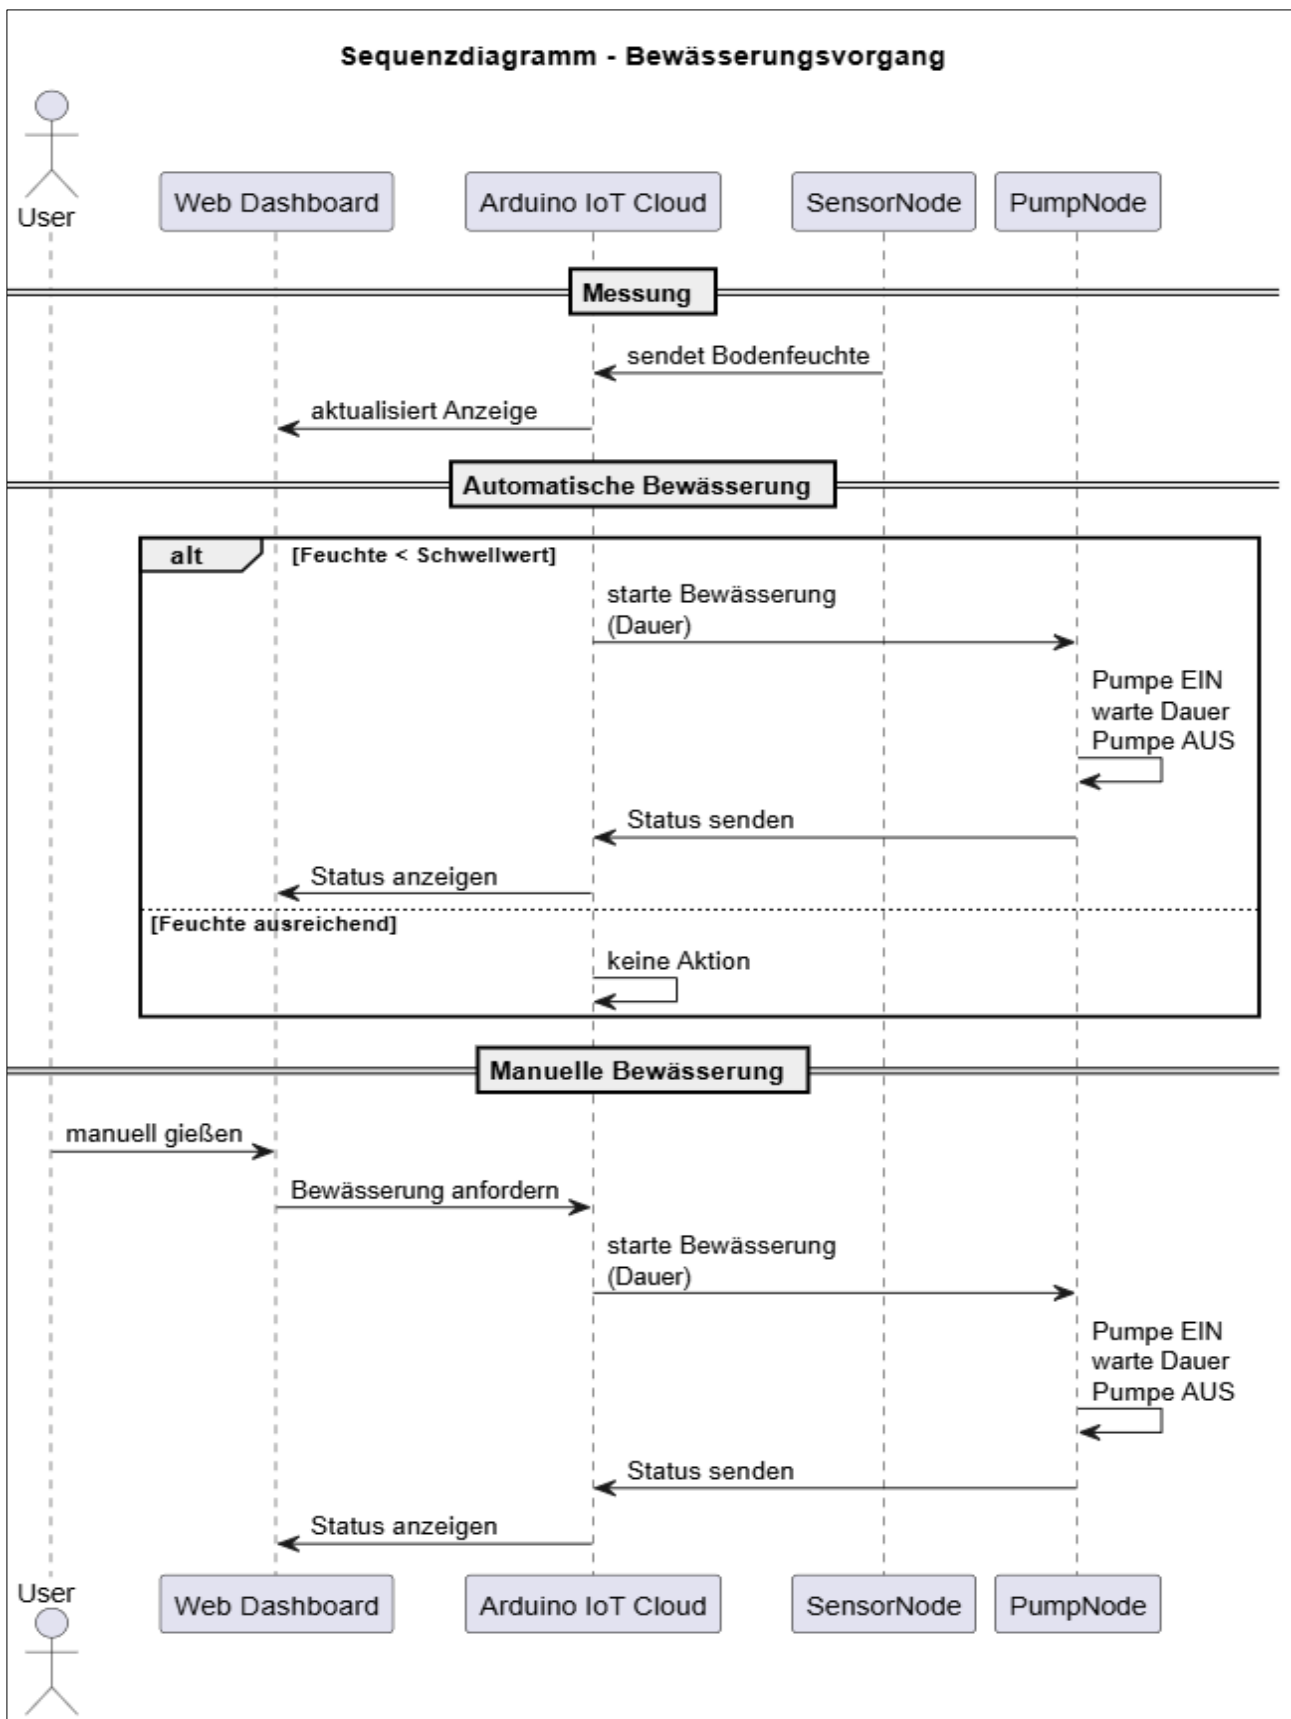 Sequenzdiagramm - Bewässerungsvorgang
User
Web Dashboard
Arduino IoT Cloud
SensorNode
PumpNode
Messung
sendet Bodenfeuchte
aktualisiert Anzeige
Automatische Bewässerung
alt
[Feuchte < Schwellwert]
starte Bewässerung
(Dauer)
Pumpe EIN
warte Dauer
Pumpe AUS
Status senden
Status anzeigen
[Feuchte ausreichend]
keine Aktion
Manuelle Bewässerung
manuell gießen
Bewässerung anfordern
starte Bewässerung
(Dauer)
Pumpe EIN
warte Dauer
Pumpe AUS
Status senden
Status anzeigen
User
Web Dashboard
Arduino IoT Cloud
SensorNode
PumpNode